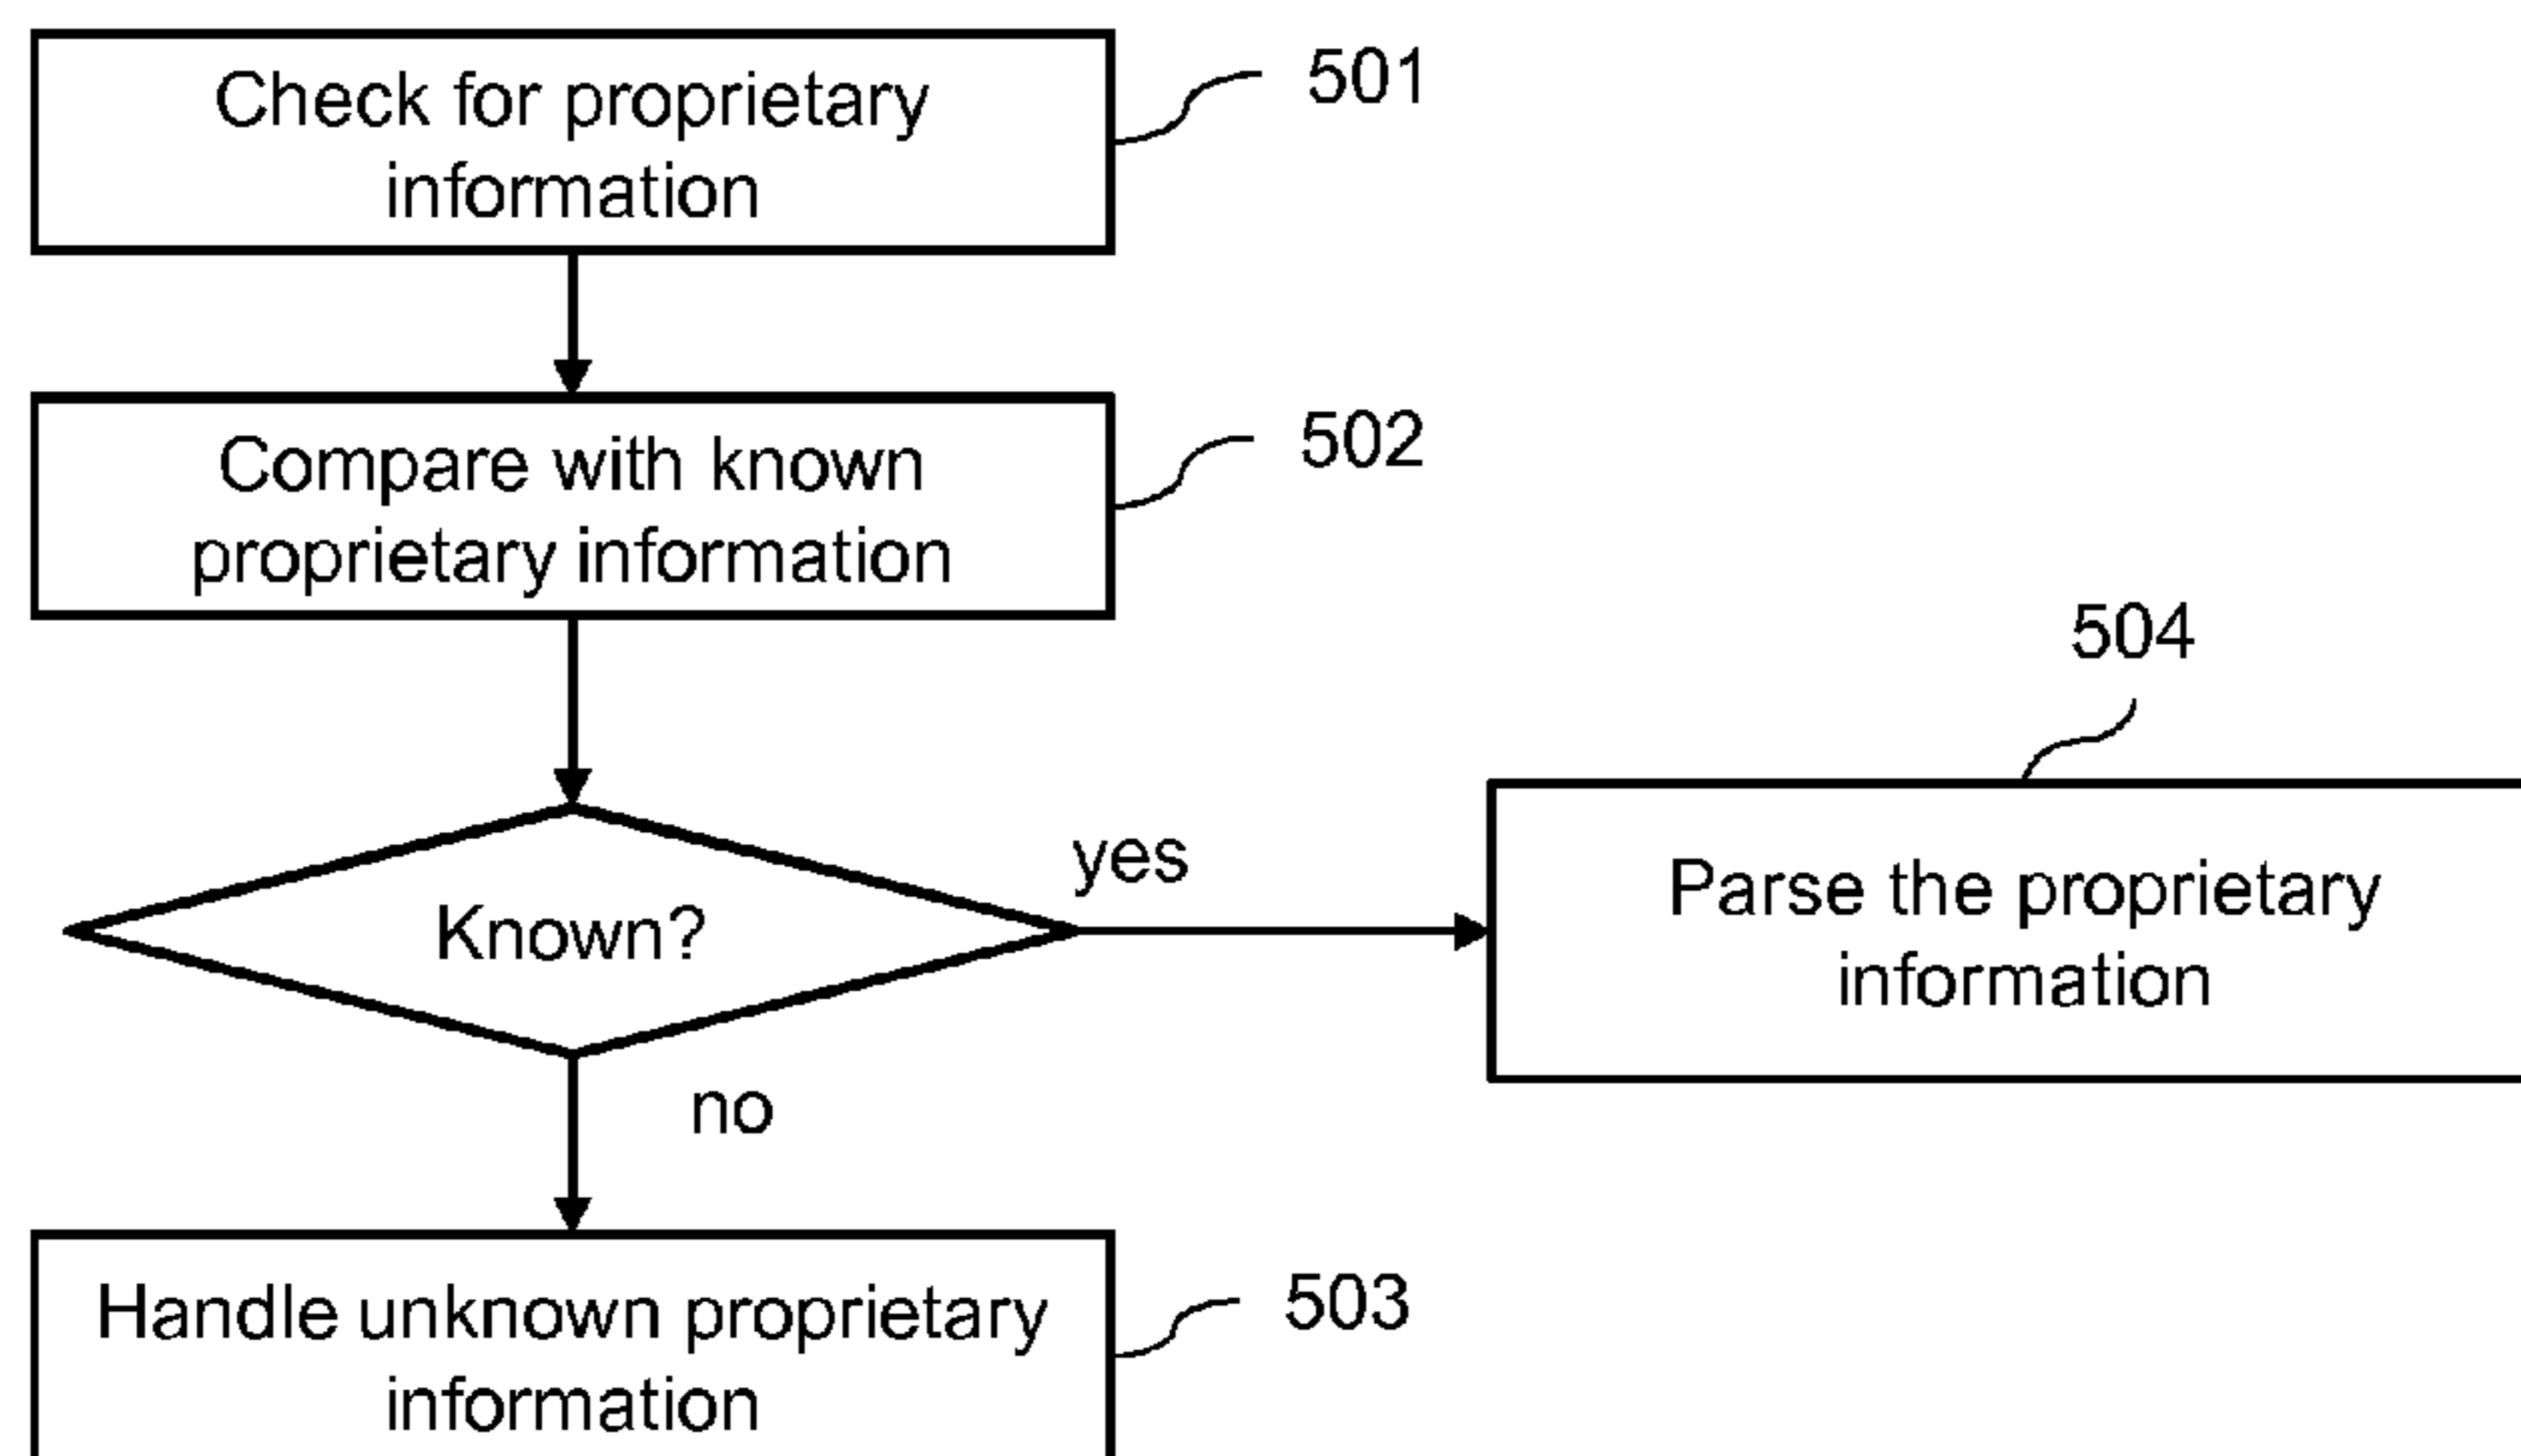 Check for proprietary
information
501
Compare with known
proprietary information
502
504
Known?
yes
Parse the proprietary
information
no
Handle unknown proprietary
information
503